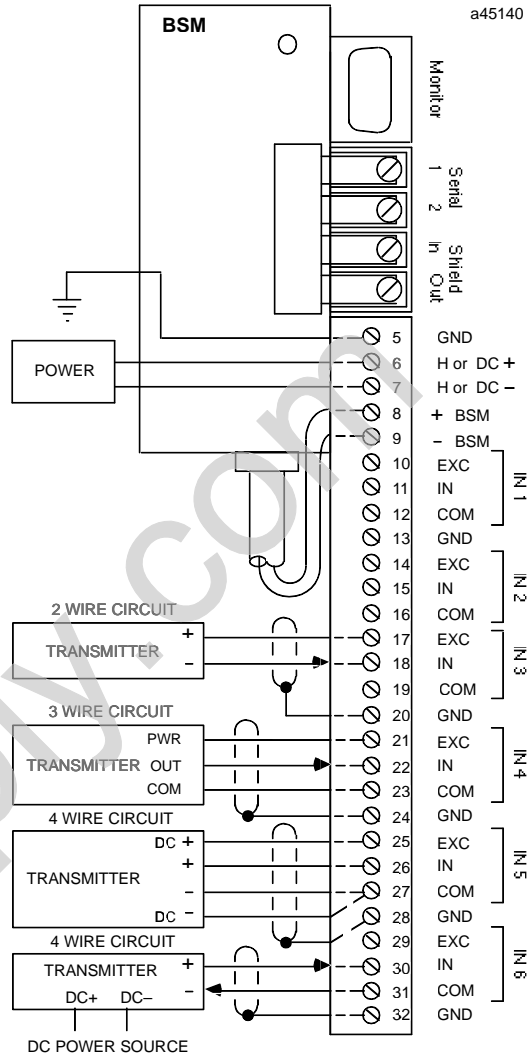 a45140
BSM
Monitor
Serial
1
2
Shield
In
Out
POWER
5 GND
6 H or DC +
7 H or DC −
8 + BSM
9 − BSM
10 EXC
11 IN
12 COM
IN 1
13 GND
14 EXC
15 IN
16 COM
IN 2
2 WIRE CIRCUIT
TRANSMITTER
+
−
17 EXC
18 IN
19 COM
IN 3
20 GND
3 WIRE CIRCUIT
PWR
TRANSMITTER OUT
COM
21 EXC
22 IN
23 COM
IN 4
24 GND
4 WIRE CIRCUIT
DC +
+
TRANSMITTER
−
DC −
25 EXC
26 IN
27 COM
IN 5
28 GND
4 WIRE CIRCUIT
TRANSMITTER
+
−
DC+ DC−
29 EXC
30 IN
31 COM
IN 6
32 GND
DC POWER SOURCE